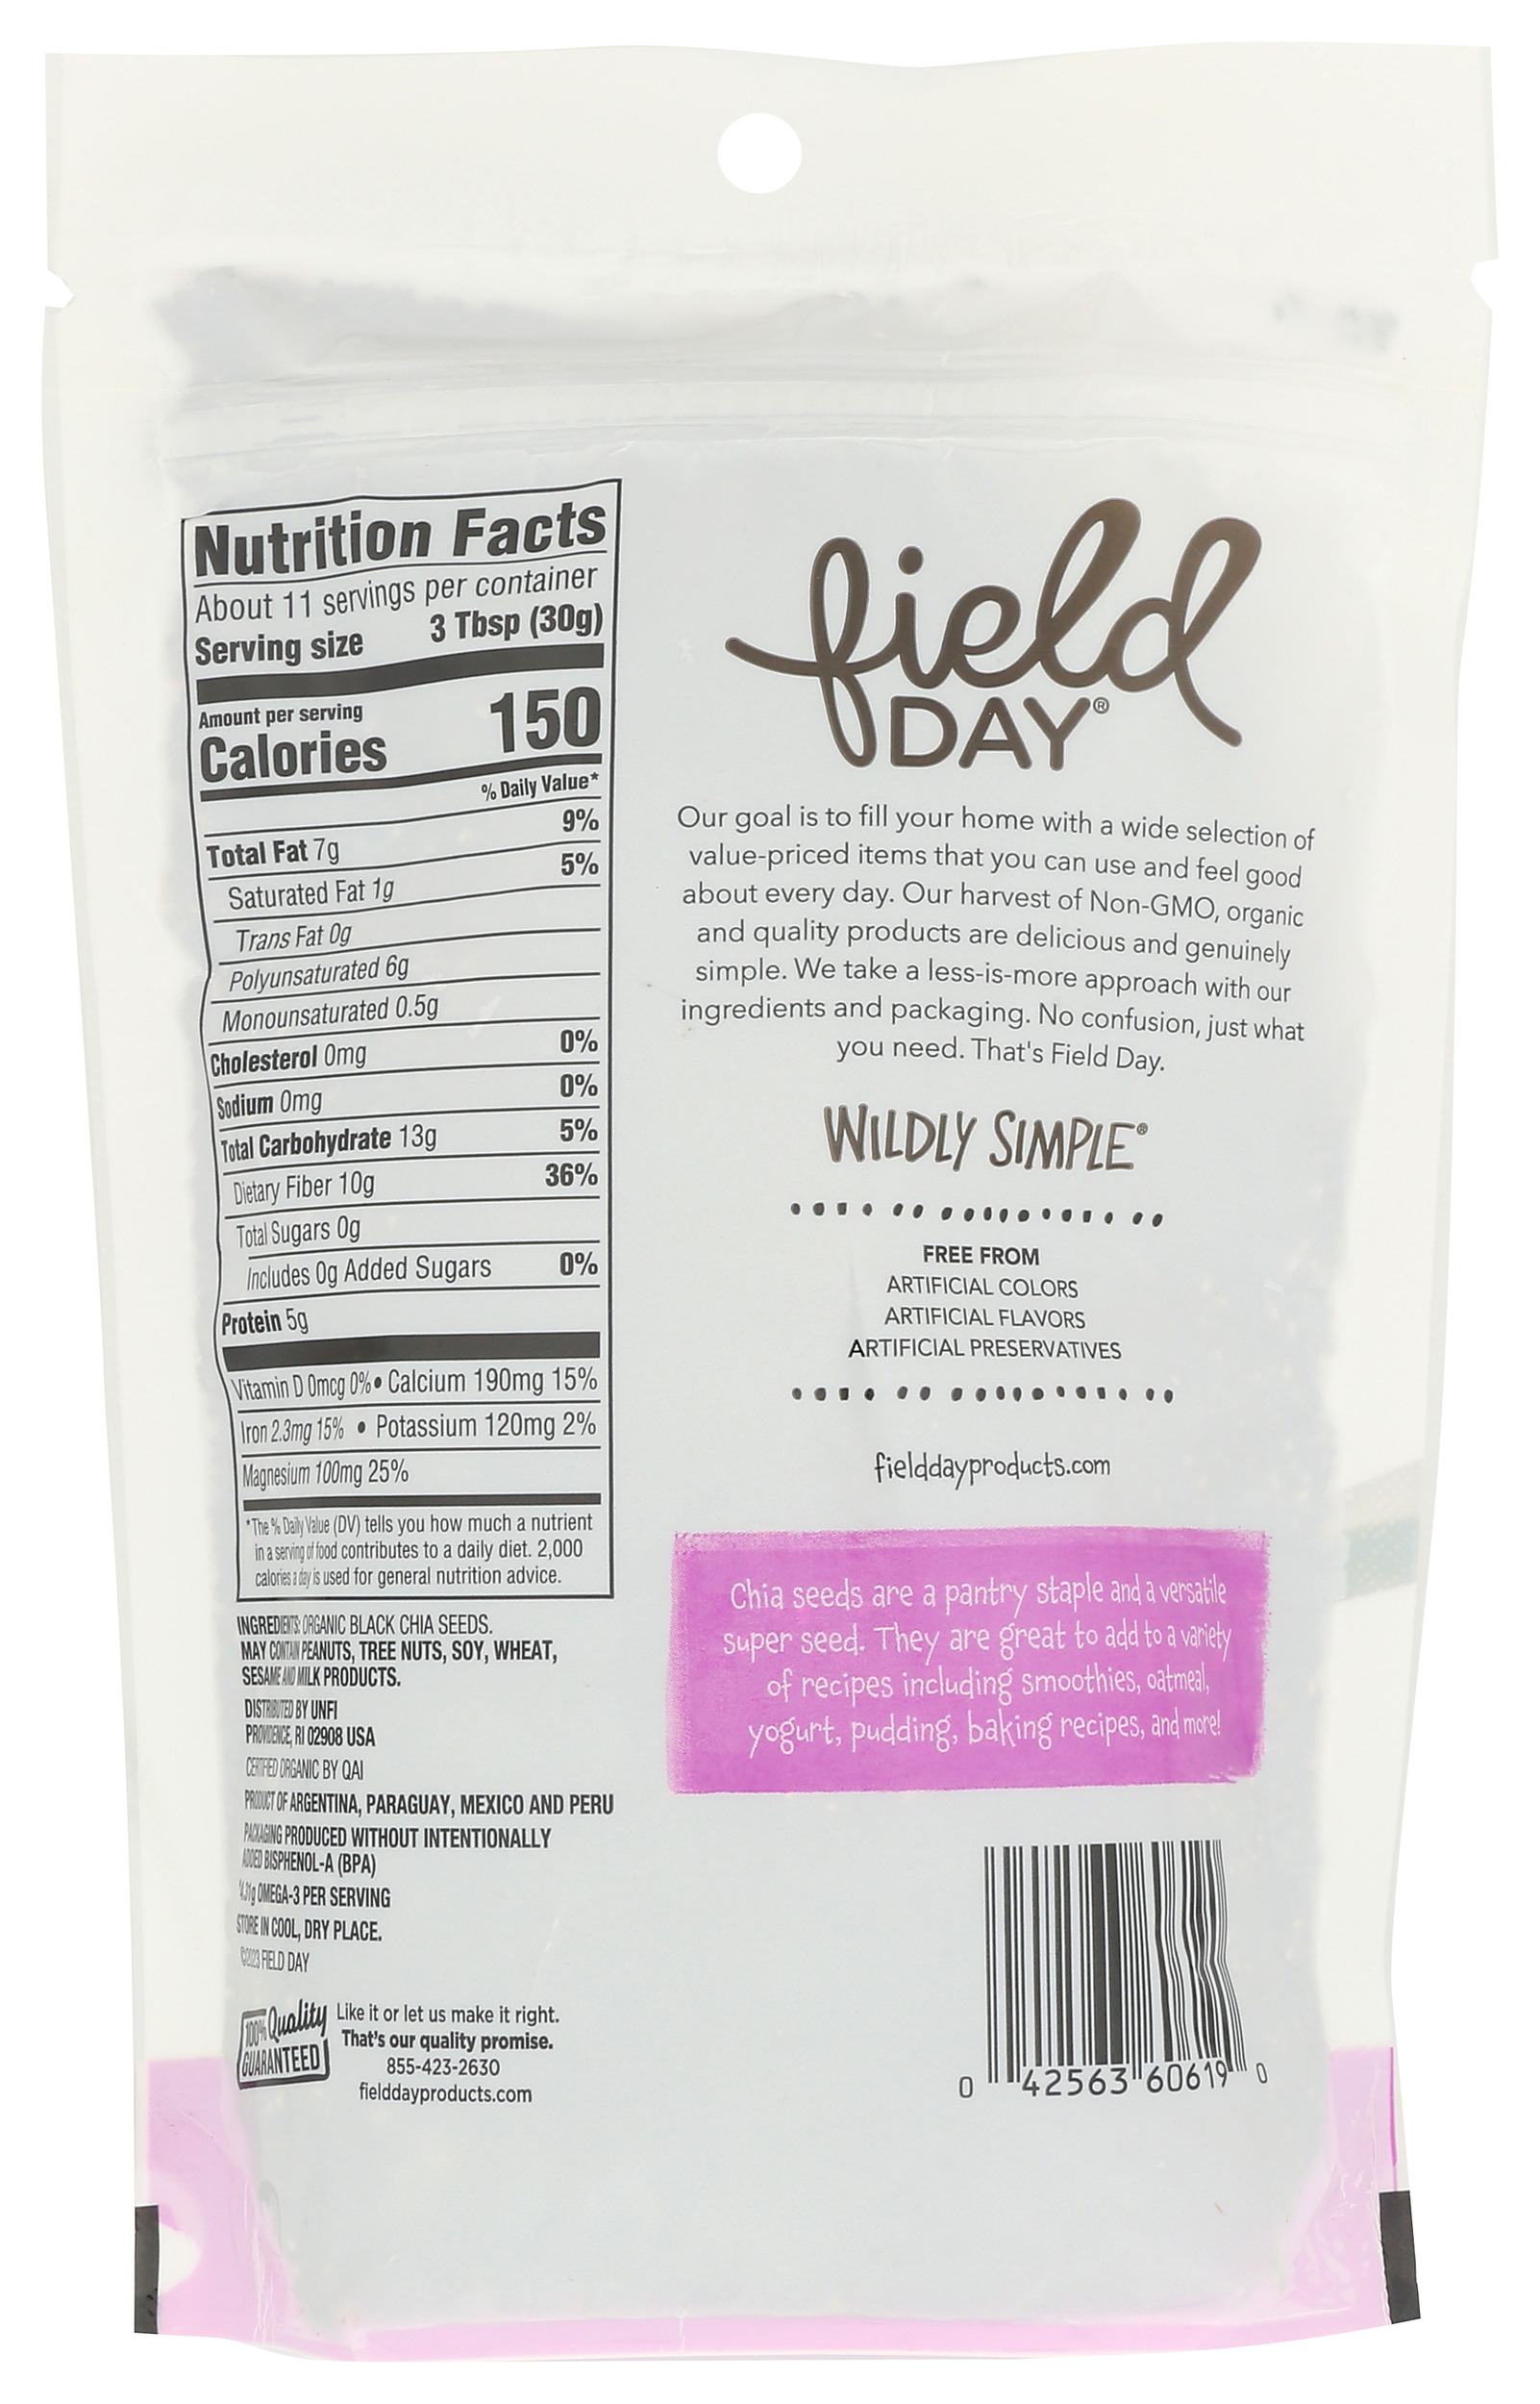 Nutrition Facts
About 11 servings per container
Serving size 3 Tbsp (30g)
Amount per serving
Calories 150
% Daily Value*
Total Fat 7g 9%
Saturated Fat 1g 5%
Trans Fat 0g
Polyunsaturated 6g
Monounsaturated 0.5g
Cholesterol 0mg 0%
Sodium 0mg 0%
Total Carbohydrate 13g 5%
Dietary Fiber 10g 36%
Total Sugars 0g
Includes 0g Added Sugars 0%
Protein 5g
Vitamin D 0mcg 0% • Calcium 190mg 15%
Iron 2.3mg 15% • Potassium 120mg 2%
Magnesium 100mg 25%
*The % Daily Value (DV) tells you how much a nutrient
in a serving of food contributes to a daily diet. 2,000
calories a day is used for general nutrition advice.
INGREDIENTS: ORGANIC BLACK CHIA SEEDS.
MAY CONTAIN PEANUTS, TREE NUTS, SOY, WHEAT,
SESAME AND MILK PRODUCTS.
DISTRIBUTED BY UNFI
PROVIDENCE, RI 02908 USA
CERTIFIED ORGANIC BY QAI
PRODUCT OF ARGENTINA, PARAGUAY, MEXICO AND PERU
PACKAGING PRODUCED WITHOUT INTENTIONALLY
ADDED BISPHENOL-A (BPA)
OMEGA-3 PER SERVING
STORE IN COOL, DRY PLACE.
©2023 FIELD DAY
100% Quality
GUARANTEED
Like it or let us make it right.
That's our quality promise.
855-423-2630
fielddayproducts.com
field
DAY®
Our goal is to fill your home with a wide selection of
value-priced items that you can use and feel good
about every day. Our harvest of Non-GMO, organic
and quality products are delicious and genuinely
simple. We take a less-is-more approach with our
ingredients and packaging. No confusion, just what
you need. That's Field Day.
WILDLY SIMPLE®
FREE FROM
ARTIFICIAL COLORS
ARTIFICIAL FLAVORS
ARTIFICIAL PRESERVATIVES
fielddayproducts.com
Chia seeds are a pantry staple and a versatile
super seed. They are great to add to a variety
of recipes including smoothies, oatmeal,
yogurt, pudding, baking recipes, and more!
0 42563 60619 0